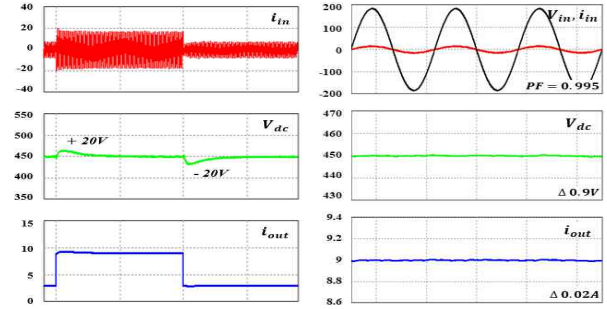 i_in
40
20
0
-20
-40
V_in, i_in
200
100
0
-100
-200
PF = 0.995
V_dc
550
500
450
400
350
+ 20V
- 20V
V_dc
470
450
440
430
Δ 0.9V
i_out
15
10
5
0
i_out
9.4
9.2
9
8.8
8.6
Δ 0.02A